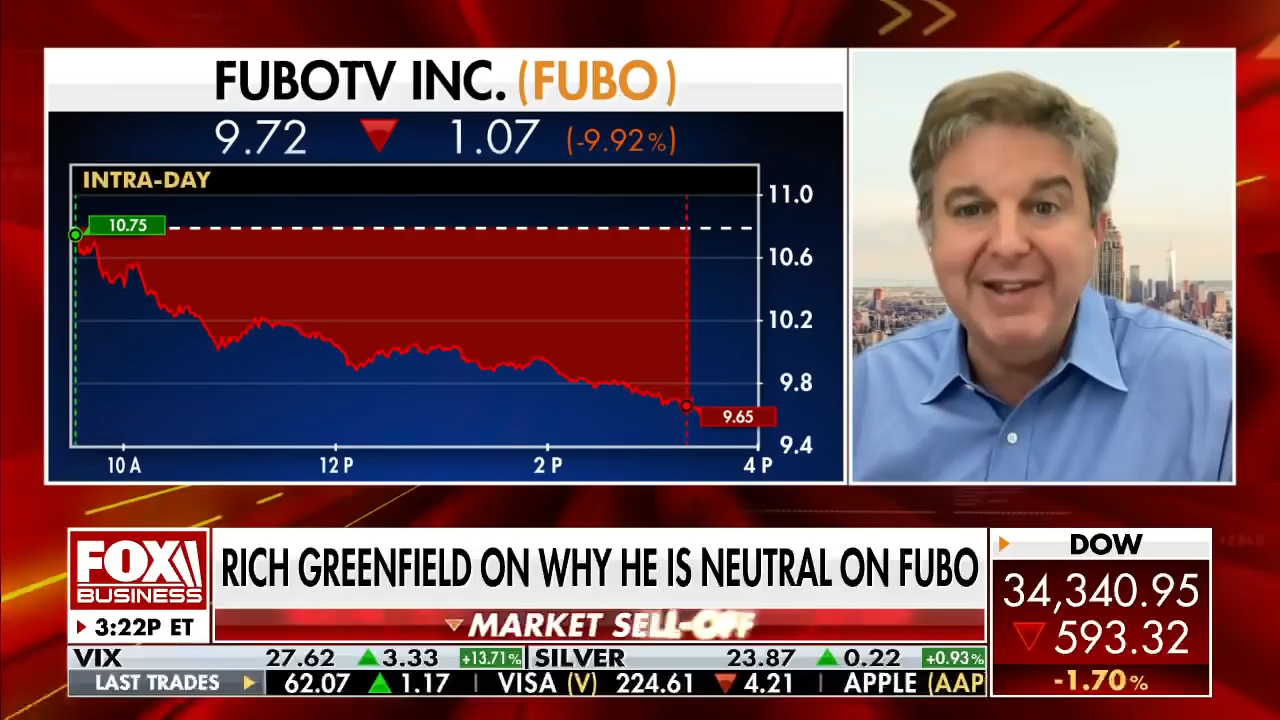 FUBOTV INC. (FUBO)
9.72 ▼ 1.07 (-9.92%)
INTRA-DAY
10.75
11.0
10.6
10.2
9.8
9.65
9.4
10 A 12 P 2 P 4 P
FOX BUSINESS
3:22P ET
RICH GREENFIELD ON WHY HE IS NEUTRAL ON FUBO
MARKET SELL-OFF
DOW
34,340.95
▼ 593.32
-1.70%
VIX 27.62 ▲ 3.33 +13.71% SILVER 23.87 ▲ 0.22 +0.93%
LAST TRADES 62.07 ▲ 1.17 | VISA (V) 224.61 ▼ 4.21 | APPLE (AAP